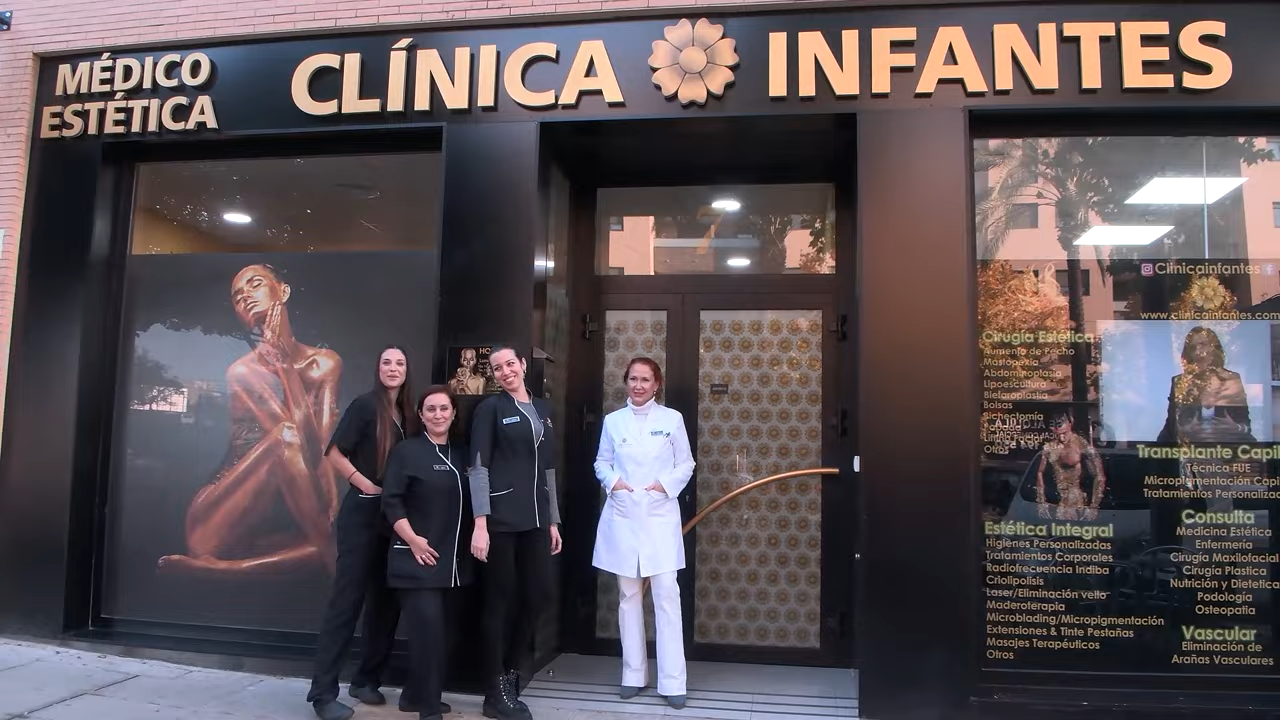 MÉDICO
ESTÉTICA
CLÍNICA INFANTES
Clinicainfantes
www.clinicainfantes.com
Cirugía Estética
Aumento de Pecho
Mastopexia
Abdominoplastia
Lipoescultura
Blefaroplastia
Bolsas
Bichectomía
Otros
Transplante Capil
Técnica FUE
Micropigmentación Capi
Tratamientos Personaliza
Estética Integral
Higienes Personalizadas
Tratamientos Corporales
Radiofrecuencia Indiba
Criolipolisis
Laser/Eliminación vello
Maderoterapia
Microblading/Micropigmentación
Extensiones & Tinte Pestañas
Masajes Terapéuticos
Otros
Consulta
Medicina Estética
Enfermería
Cirugía Maxilofacial
Cirugía Plastica
Nutrición y Dietetica
Podología
Osteopatia
Vascular
Eliminación de
Arañas Vasculares